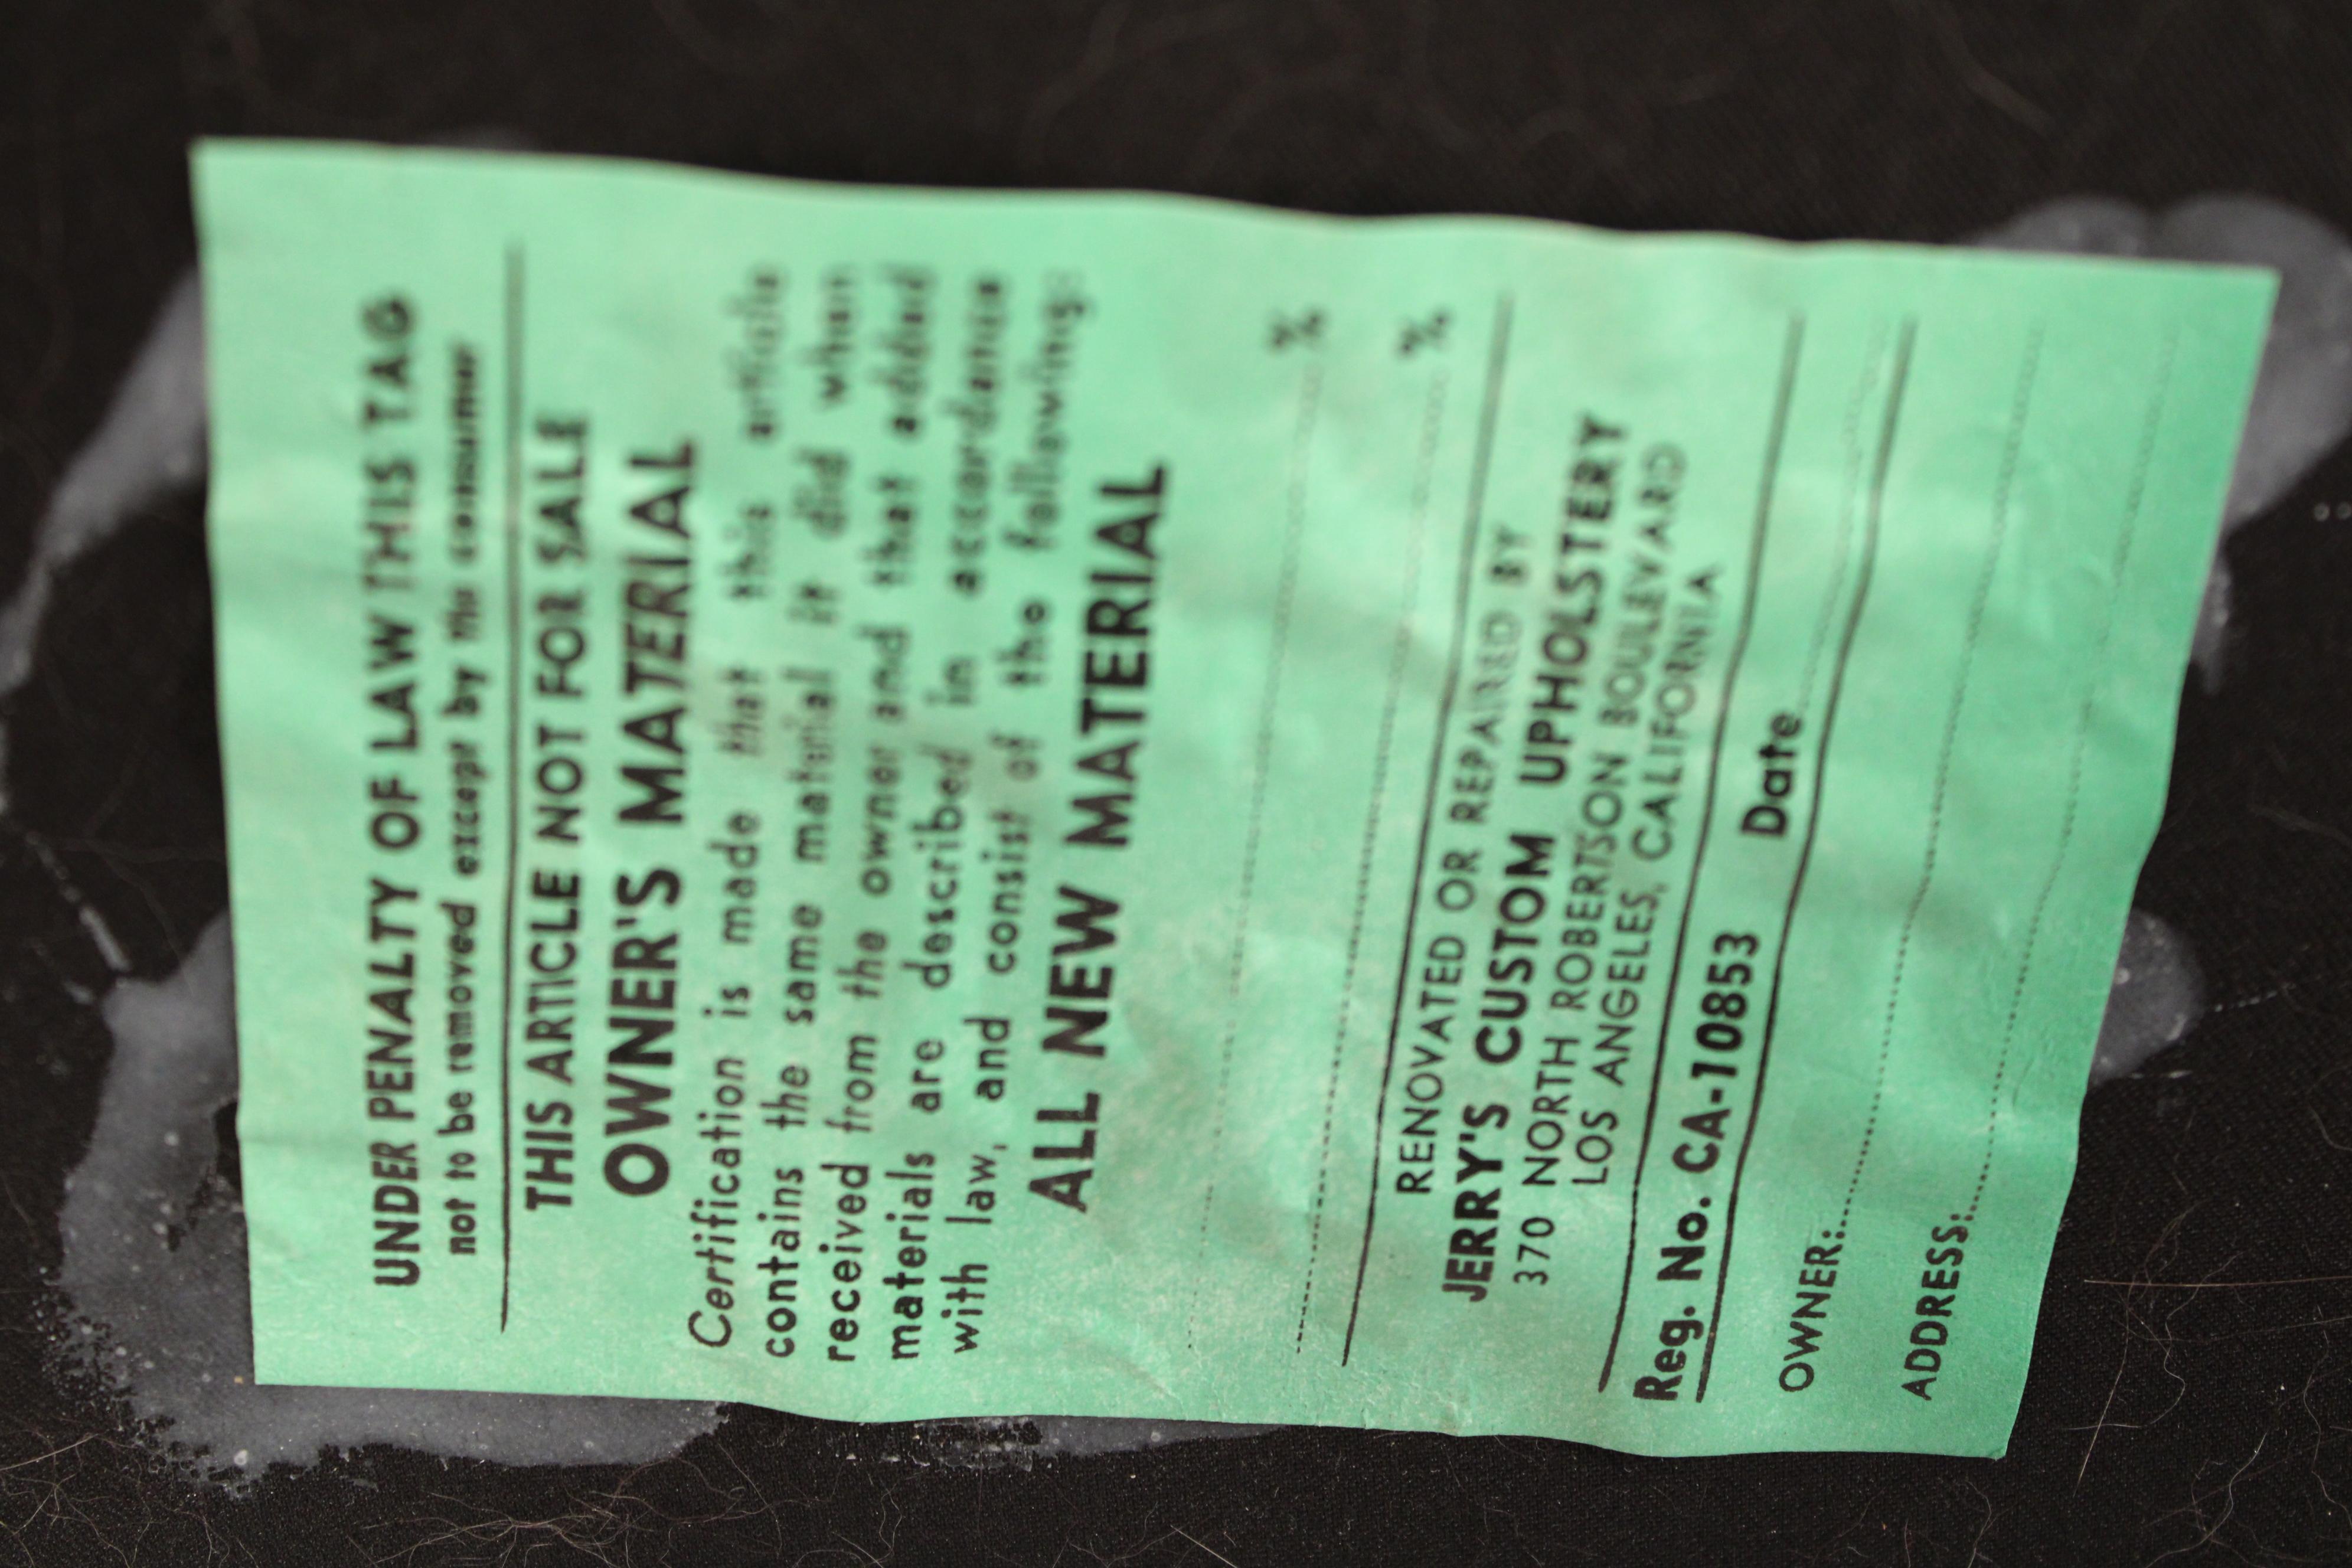 UNDER PENALTY OF LAW THIS TAG
not to be removed except by the consumer
THIS ARTICLE NOT FOR SALE
OWNER'S MATERIAL
Certification is made that this article
contains the same material it did when
received from the owner and that added
materials are described in accordance
with law, and consist of the following:
ALL NEW MATERIAL
%
%
RENOVATED OR REPAIRED BY
JERRY'S CUSTOM UPHOLSTERY
370 NORTH ROBERTSON BOULEVARD
LOS ANGELES, CALIFORNIA
Reg. No. CA-10853 Date
OWNER:
ADDRESS: